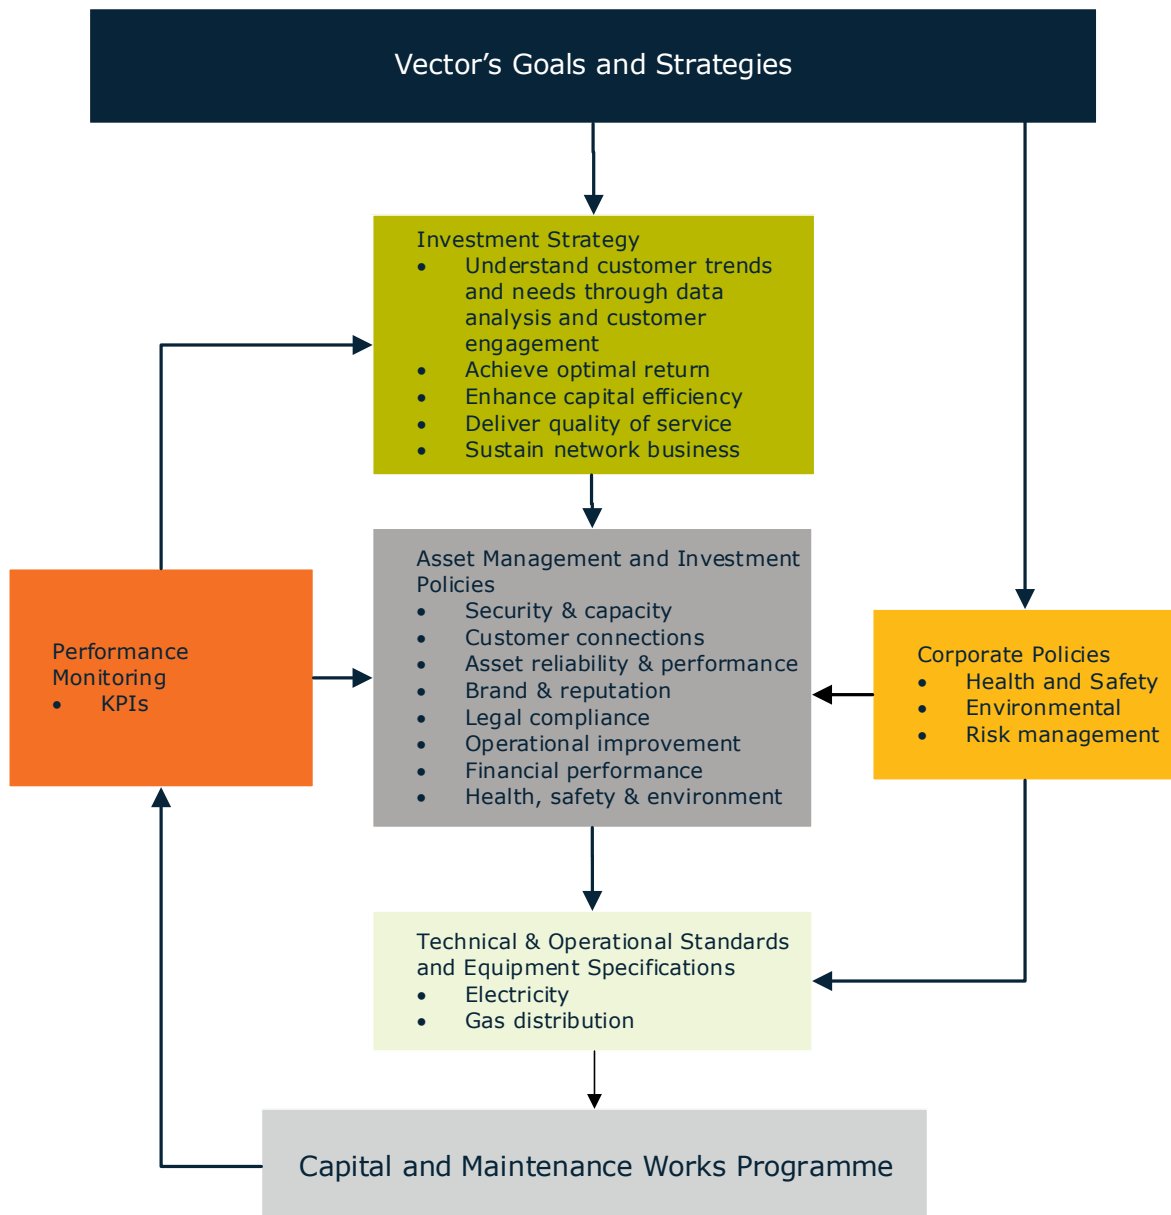 Vector’s Goals and Strategies
Investment Strategy
• Understand customer trends
and needs through data
analysis and customer
engagement
• Achieve optimal return
• Enhance capital efficiency
• Deliver quality of service
• Sustain network business
Asset Management and Investment
Policies
• Security & capacity
• Customer connections
• Asset reliability & performance
• Brand & reputation
• Legal compliance
• Operational improvement
• Financial performance
• Health, safety & environment
Performance
Monitoring
• KPIs
Corporate Policies
• Health and Safety
• Environmental
• Risk management
Technical & Operational Standards
and Equipment Specifications
• Electricity
• Gas distribution
Capital and Maintenance Works Programme